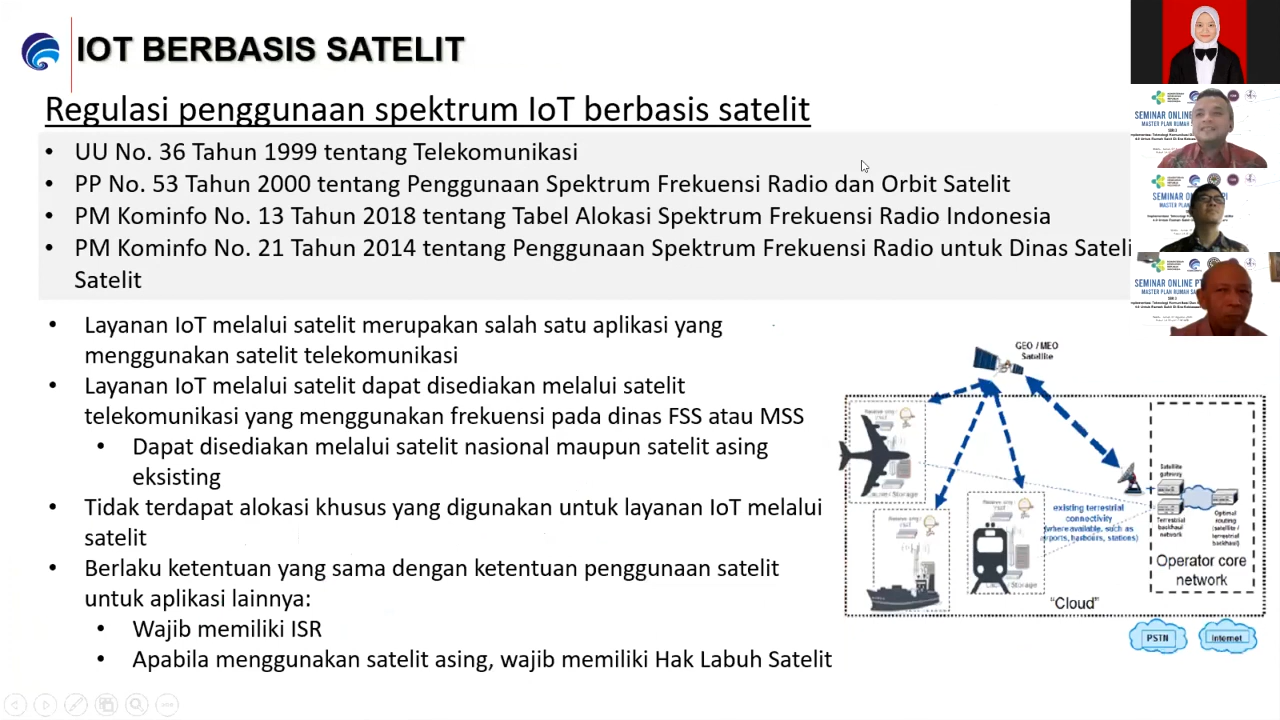 IOT BERBASIS SATELIT
Regulasi penggunaan spektrum IoT berbasis satelit
• UU No. 36 Tahun 1999 tentang Telekomunikasi
• PP No. 53 Tahun 2000 tentang Penggunaan Spektrum Frekuensi Radio dan Orbit Satelit
• PM Kominfo No. 13 Tahun 2018 tentang Tabel Alokasi Spektrum Frekuensi Radio Indonesia
• PM Kominfo No. 21 Tahun 2014 tentang Penggunaan Spektrum Frekuensi Radio untuk Dinas Sateli
Satelit
• Layanan IoT melalui satelit merupakan salah satu aplikasi yang
menggunakan satelit telekomunikasi
• Layanan IoT melalui satelit dapat disediakan melalui satelit
telekomunikasi yang menggunakan frekuensi pada dinas FSS atau MSS
• Dapat disediakan melalui satelit nasional maupun satelit asing
eksisting
• Tidak terdapat alokasi khusus yang digunakan untuk layanan IoT melalui
satelit
• Berlaku ketentuan yang sama dengan ketentuan penggunaan satelit
untuk aplikasi lainnya:
• Wajib memiliki ISR
• Apabila menggunakan satelit asing, wajib memiliki Hak Labuh Satelit
GEO / MEO
Satellite
existing terrestrial
connectivity
(where available, such as
stations)
Satellite
gateway
Terrestrial
backhaul
network
Optimal
routing
(satellite /
terrestrial
backhaul)
Operator core
network
"Cloud"
PSTN
Internet
SEMINAR ONLINE
MASTER PLAN RUMAH
SEMINAR ONLINE
MASTER PLAN RUMAH